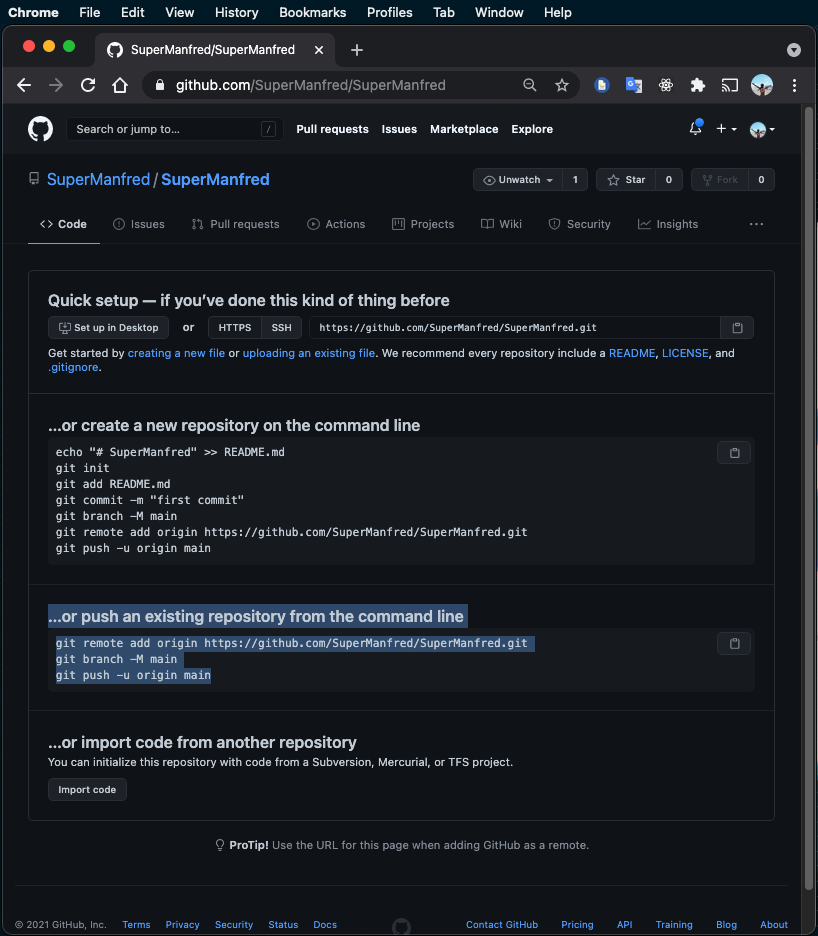 Chrome File Edit View History Bookmarks Profiles Tab Window Help
SuperManfred/SuperManfred
github.com/SuperManfred/SuperManfred
Search or jump to... / Pull requests Issues Marketplace Explore
SuperManfred / SuperManfred Unwatch 1 Star 0 Fork 0
Code Issues Pull requests Actions Projects Wiki Security Insights ...
Quick setup — if you’ve done this kind of thing before
Set up in Desktop or HTTPS SSH https://github.com/SuperManfred/SuperManfred.git
Get started by creating a new file or uploading an existing file. We recommend every repository include a README, LICENSE, and
.gitignore.
…or create a new repository on the command line
echo "# SuperManfred" >> README.md
git init
git add README.md
git commit -m "first commit"
git branch -M main
git remote add origin https://github.com/SuperManfred/SuperManfred.git
git push -u origin main
…or push an existing repository from the command line
git remote add origin https://github.com/SuperManfred/SuperManfred.git
git branch -M main
git push -u origin main
…or import code from another repository
You can initialize this repository with code from a Subversion, Mercurial, or TFS project.
Import code
ProTip! Use the URL for this page when adding GitHub as a remote.
© 2021 GitHub, Inc. Terms Privacy Security Status Docs Contact GitHub Pricing API Training Blog About